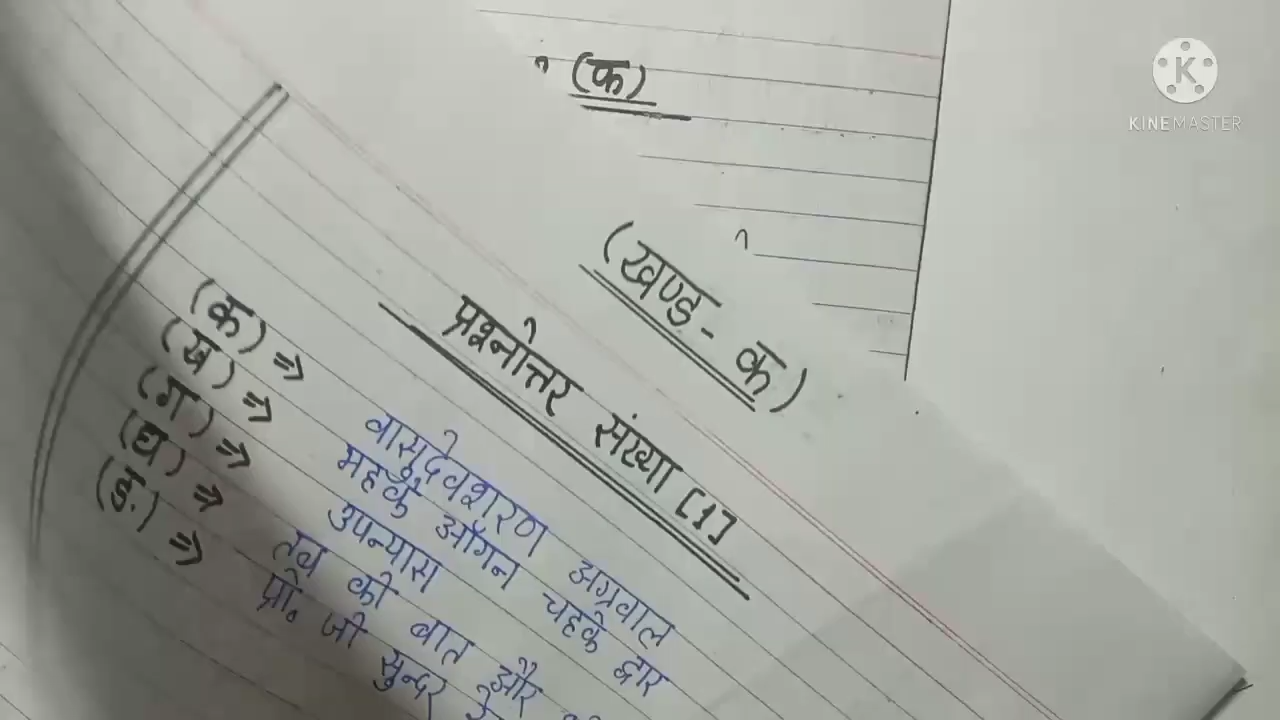 (क)
(खण्ड - क)
प्रश्नोत्तर संख्या [1]
(क) ⇒ वासुदेवशरण अग्रवाल
(ख) ⇒ महके आँगन चहके द्वार
(ग) ⇒ उपन्यास
(घ) ⇒ तब की बात और
(ङ) ⇒ प्रो. जी सुन्दर
KINEMASTER